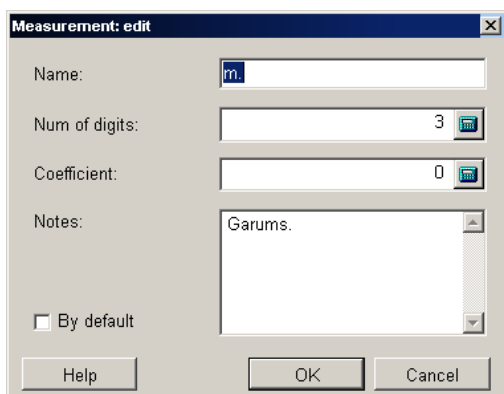 Measurement: edit
Name: m.
Num of digits: 3
Coefficient: 0
Notes: Garums.
By default
Help OK Cancel